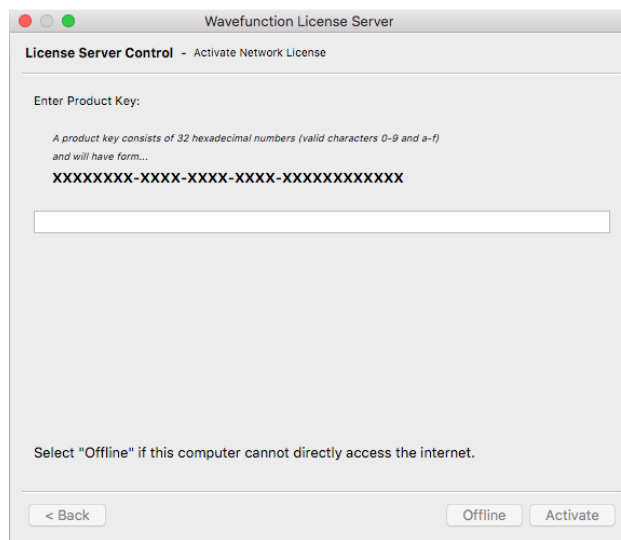 Wavefunction License Server
License Server Control - Activate Network License
Enter Product Key:
A product key consists of 32 hexadecimal numbers (valid characters 0-9 and a-f)
and will have form...
XXXXXXXX-XXXX-XXXX-XXXX-XXXXXXXXXXXX
Select "Offline" if this computer cannot directly access the internet.
< Back Offline Activate